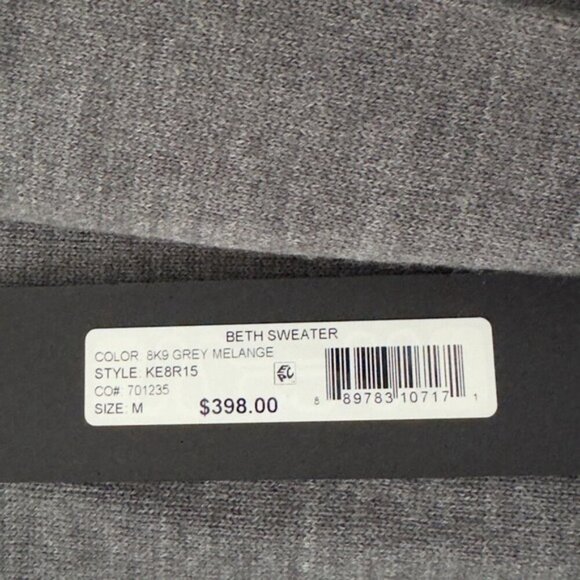 BETH SWEATER
COLOR: 8K9 GREY MELANGE
STYLE: KE8R15
CO#: 701235
SIZE: M $398.00
8 89783 10717 1